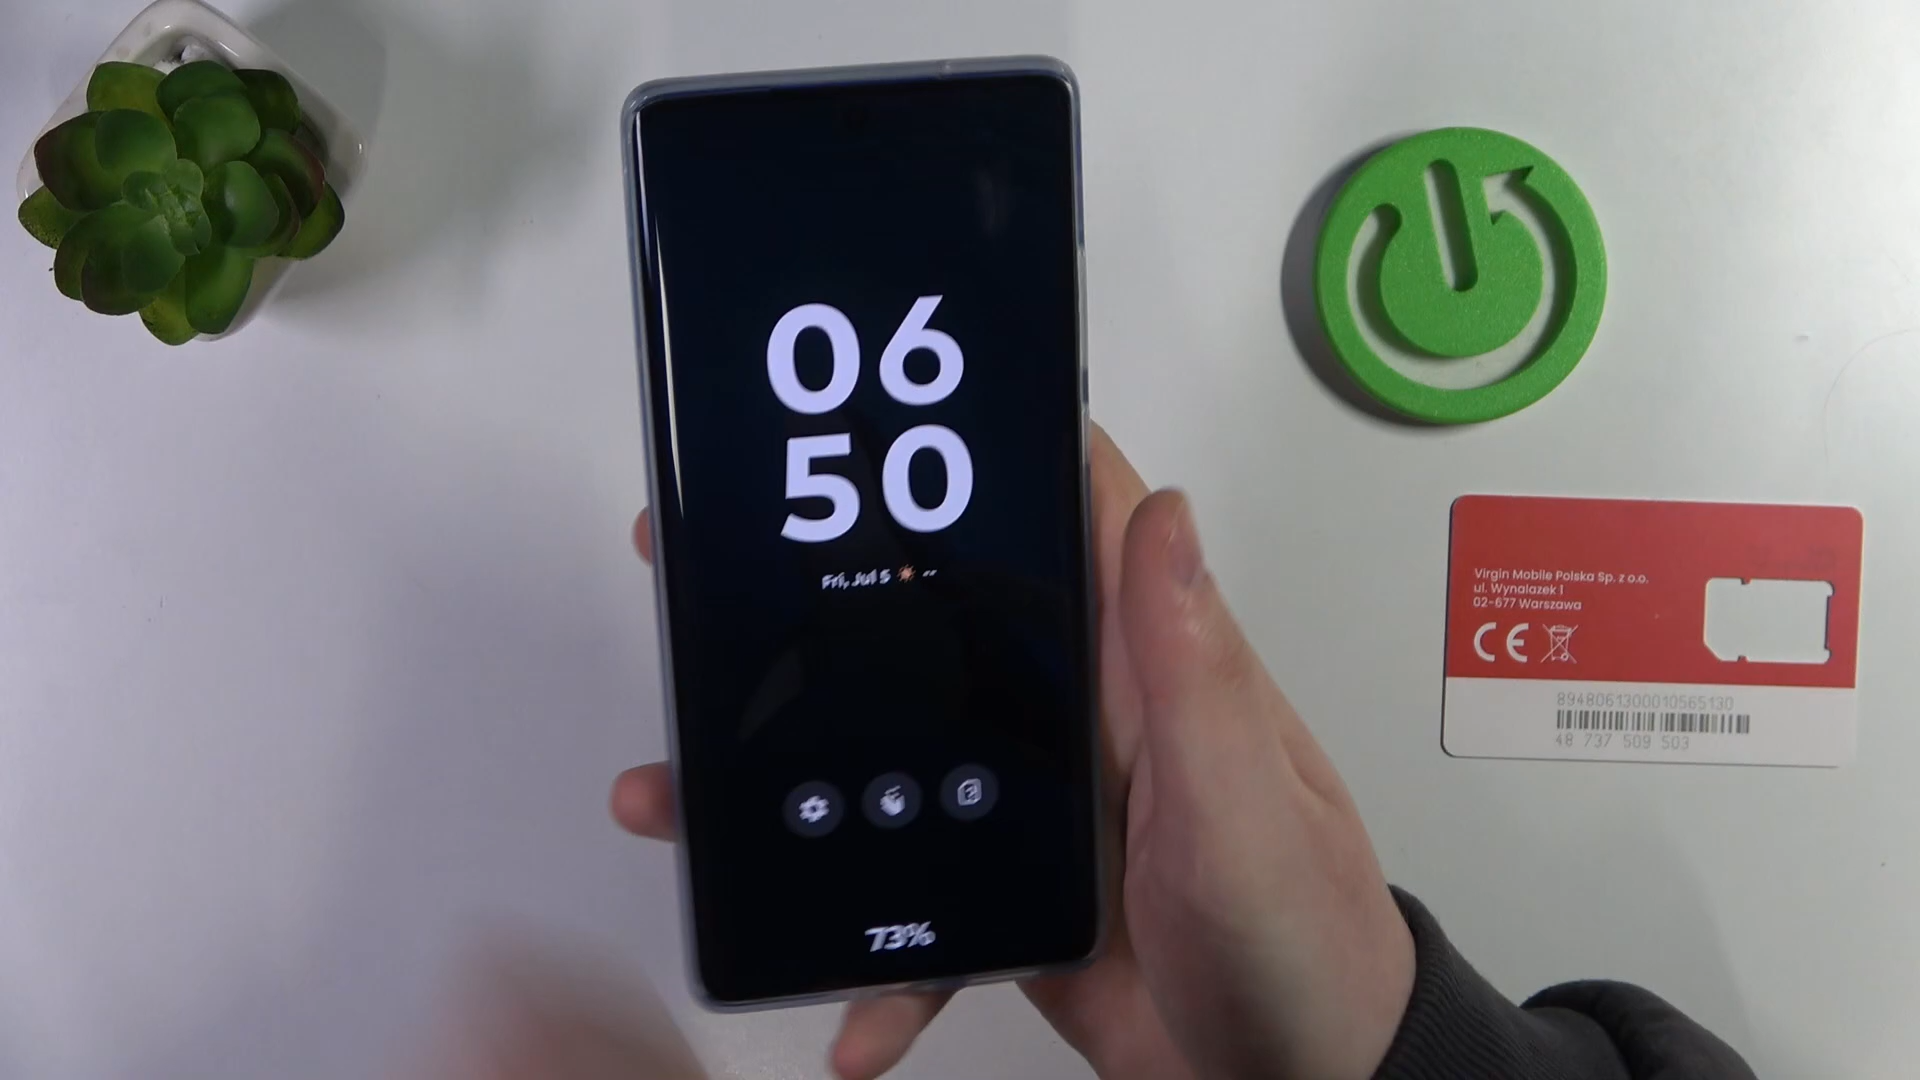 06
50
Fri, Jul 5 --
73%
Virgin Mobile Polska Sp. z o.o.
ul. Wynalazek 1
02-677 Warszawa
CE
8948061300010565130
48 737 509 503